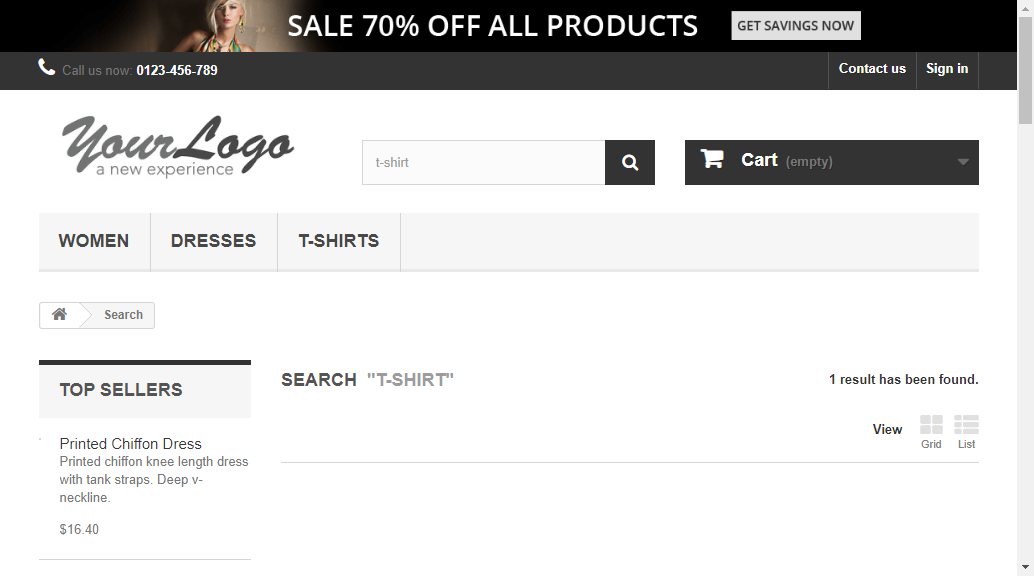 SALE 70% OFF ALL PRODUCTS
GET SAVINGS NOW
Call us now: 0123-456-789
Contact us
Sign in
YourLogo
a new experience
t-shirt
Cart (empty)
WOMEN
DRESSES
T-SHIRTS
Search
TOP SELLERS
Printed Chiffon Dress
Printed chiffon knee length dress
with tank straps. Deep v-
neckline.
$16.40
SEARCH "T-SHIRT"
1 result has been found.
View
Grid
List